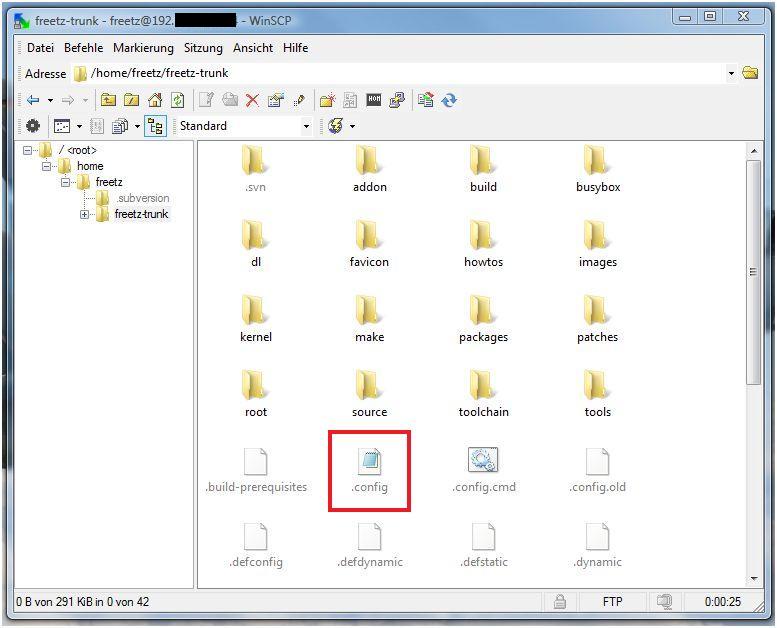 freetz-trunk - freetz@192. - WinSCP
Datei Befehle Markierung Sitzung Ansicht Hilfe
Adresse /home/freetz/freetz-trunk
Standard
/ <root>
home
freetz
.subversion
freetz-trunk
.svn addon build busybox
dl favicon howtos images
kernel make packages patches
root source toolchain tools
.build-prerequisites .config .config.cmd .config.old
.defconfig .defdynamic .defstatic .dynamic
0 B von 291 KiB in 0 von 42 FTP 0:00:25